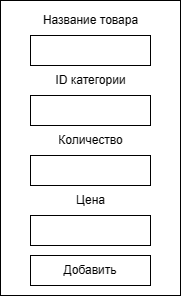 Название товара
ID категории
Количество
Цена
Добавить